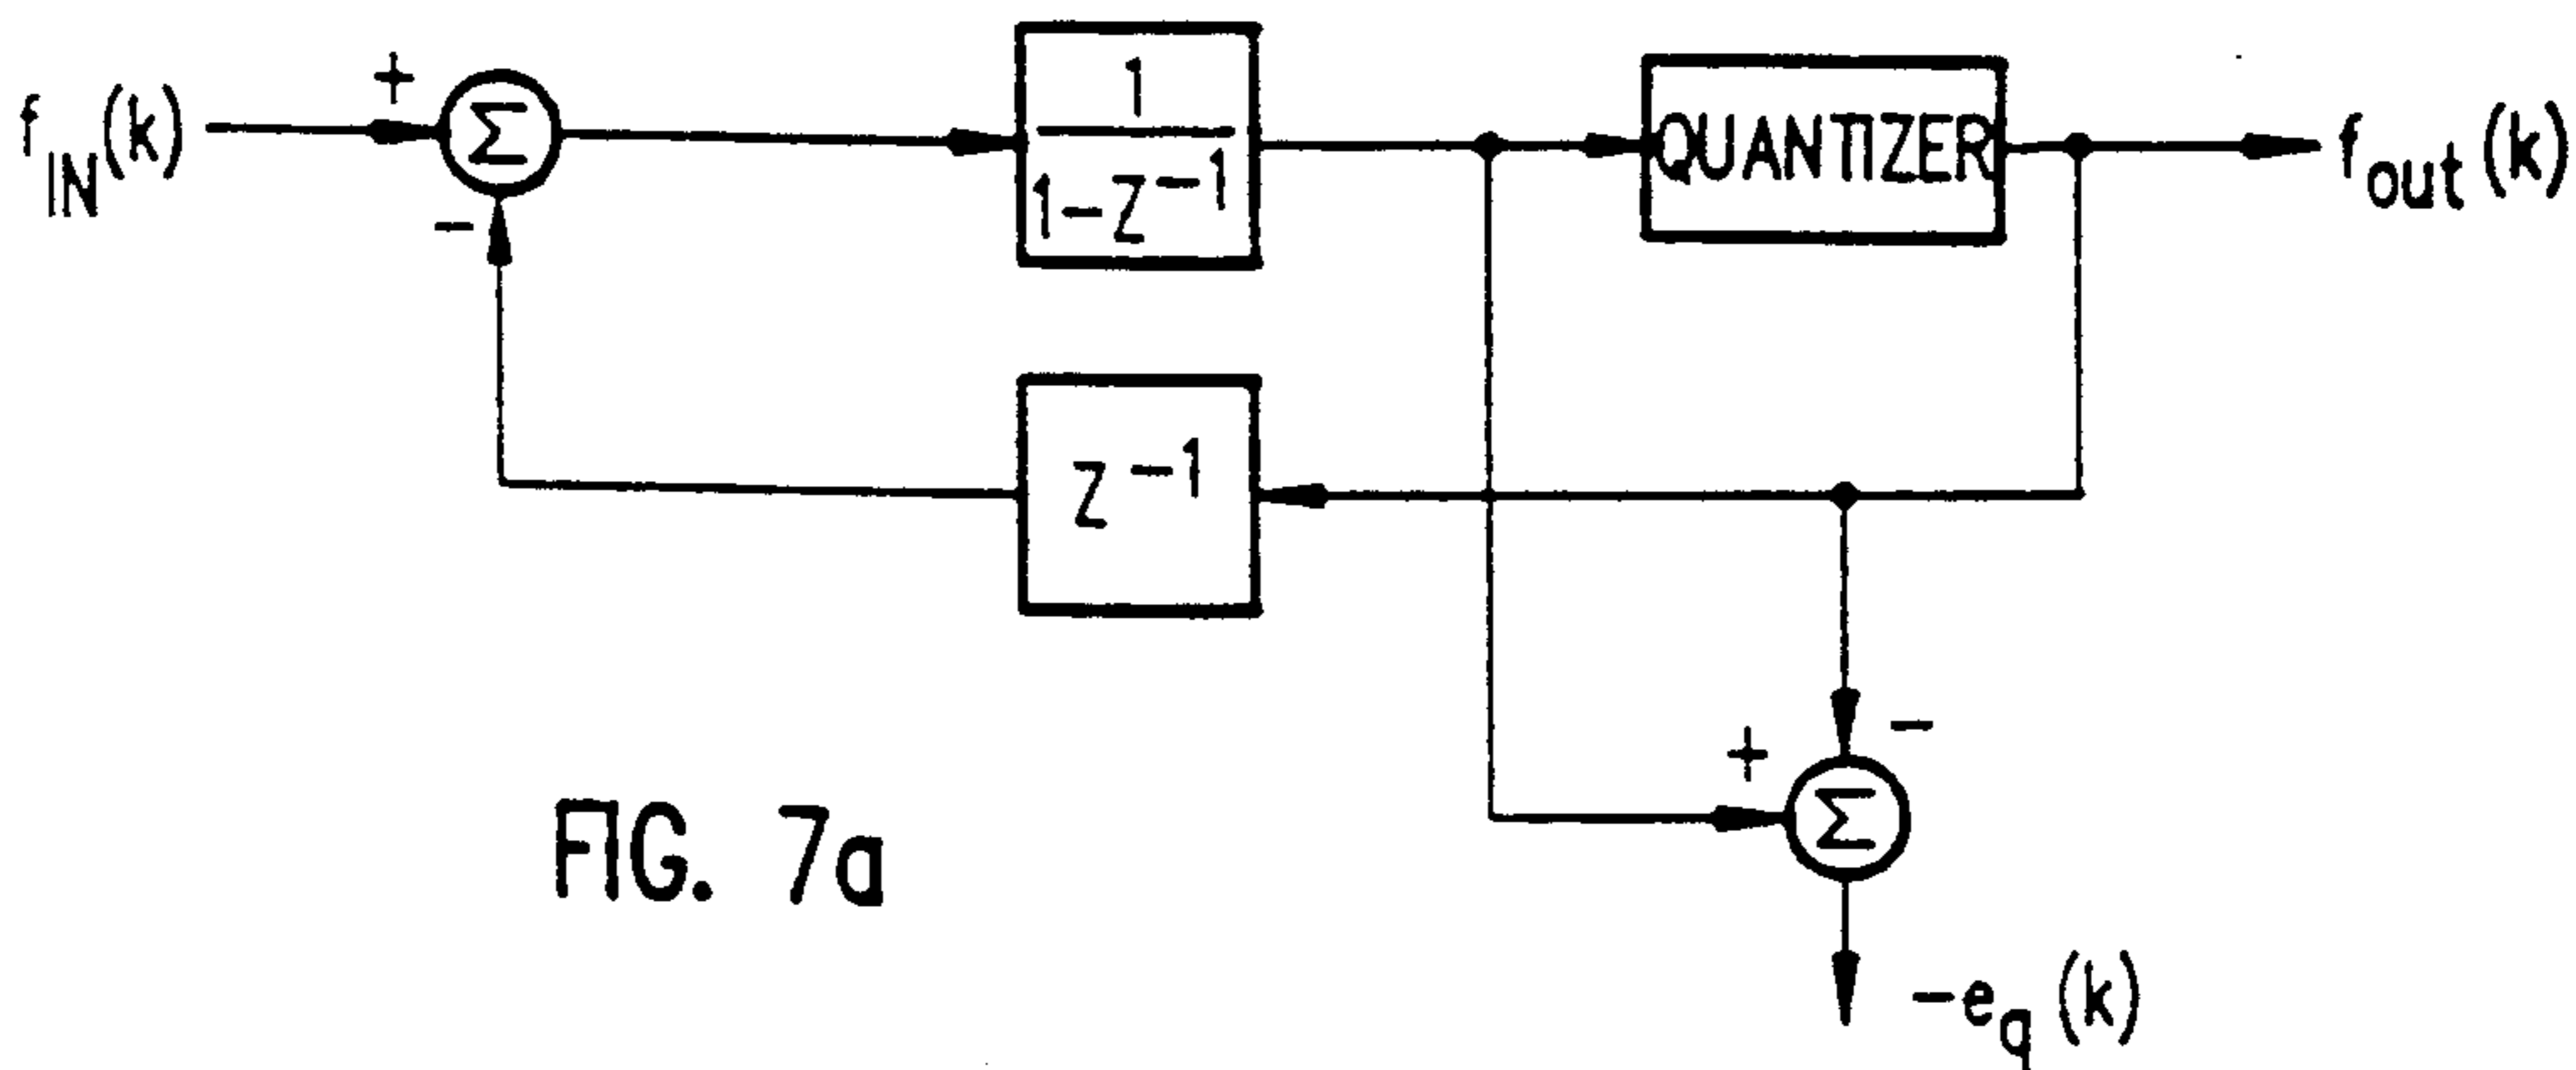 f_IN(k)
+
Σ
-
1
1-Z^-1
QUANTIZER
f_out(k)
Z^-1
+
-
Σ
-e_q(k)
FIG. 7a